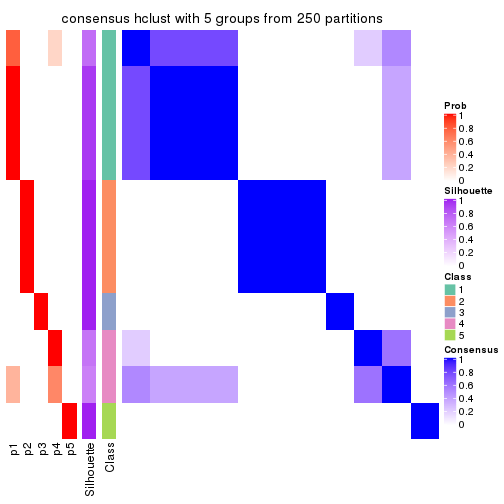 consensus hclust with 5 groups from 250 partitions
Prob
1
0.8
0.6
0.4
0.2
0
Silhouette
1
0.8
0.6
0.4
0.2
0
Class
1
2
3
4
5
Consensus
1
0.8
0.6
0.4
0.2
0
p1
p2
p3
p4
p5
Silhouette
Class